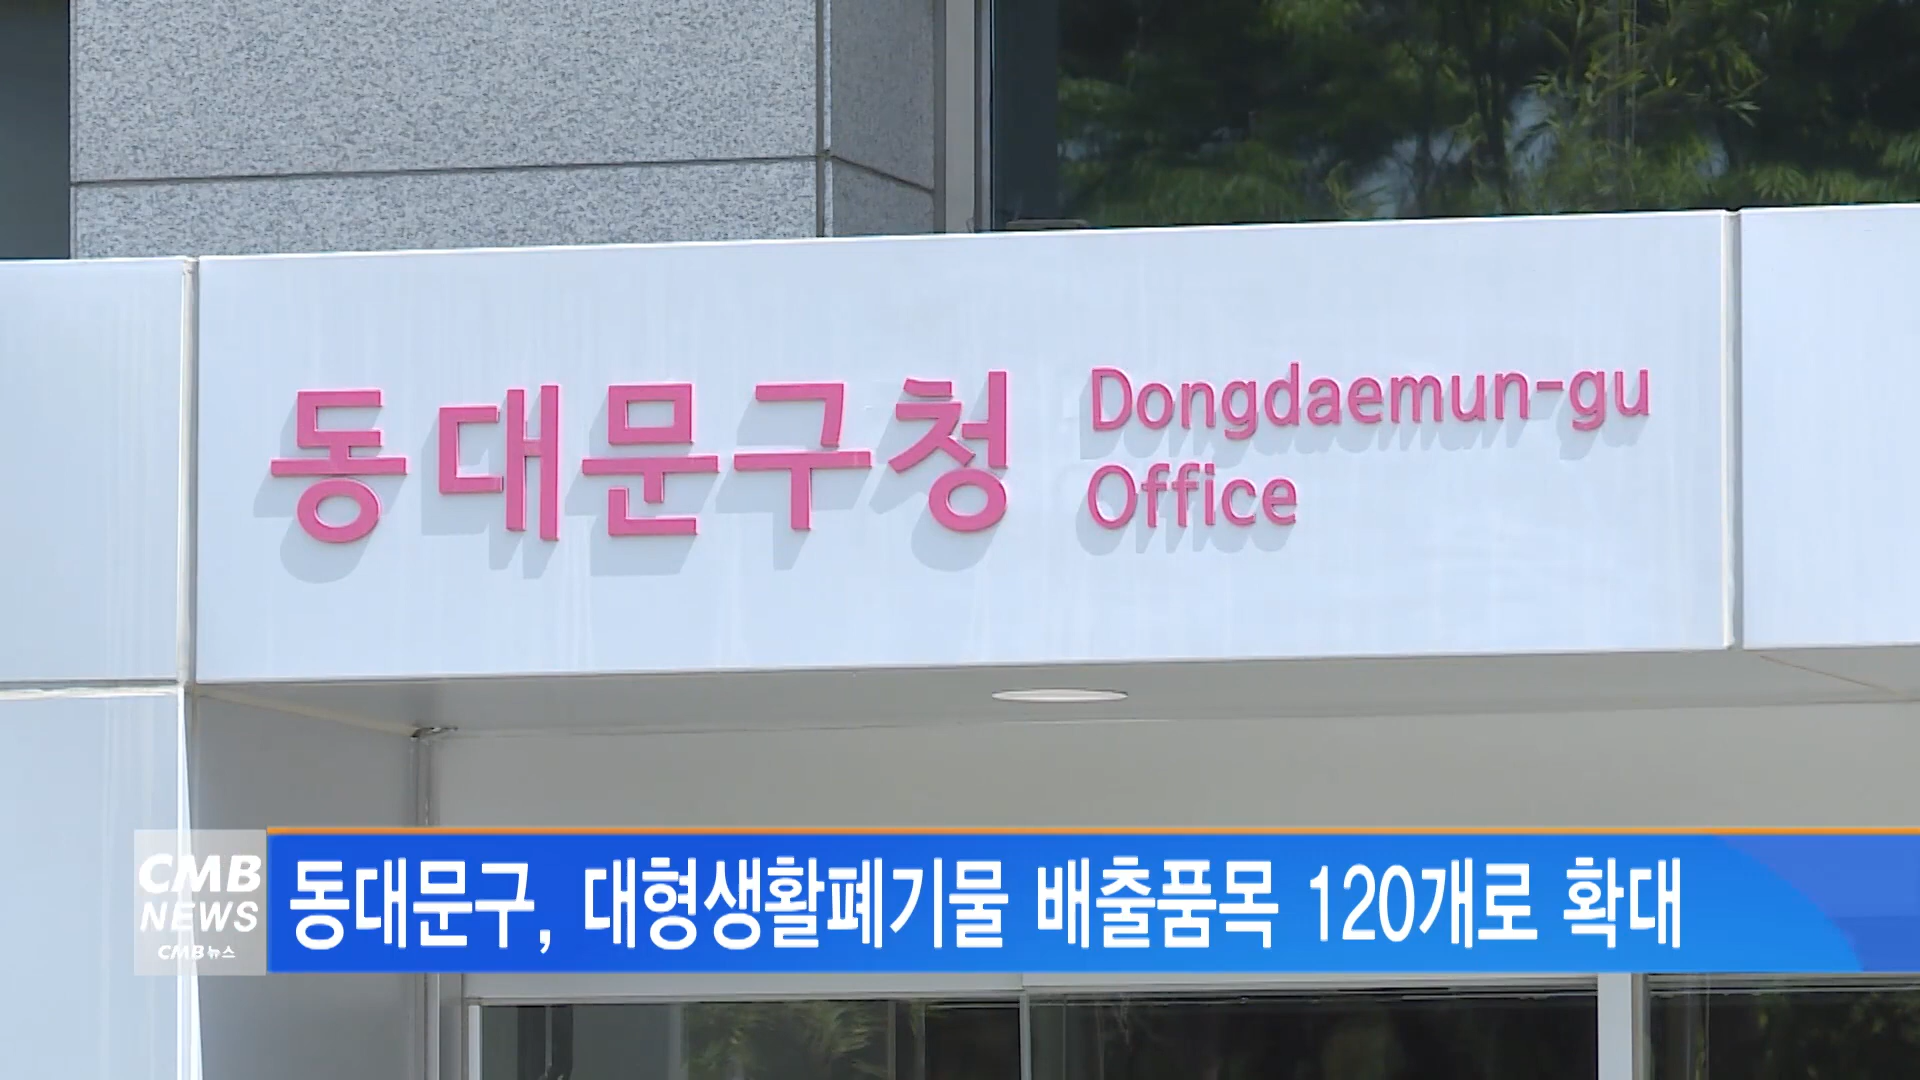 동대문구청
Dongdaemun-gu
Office
CMB
NEWS
CMB뉴스
동대문구, 대형생활폐기물 배출품목 120개로 확대